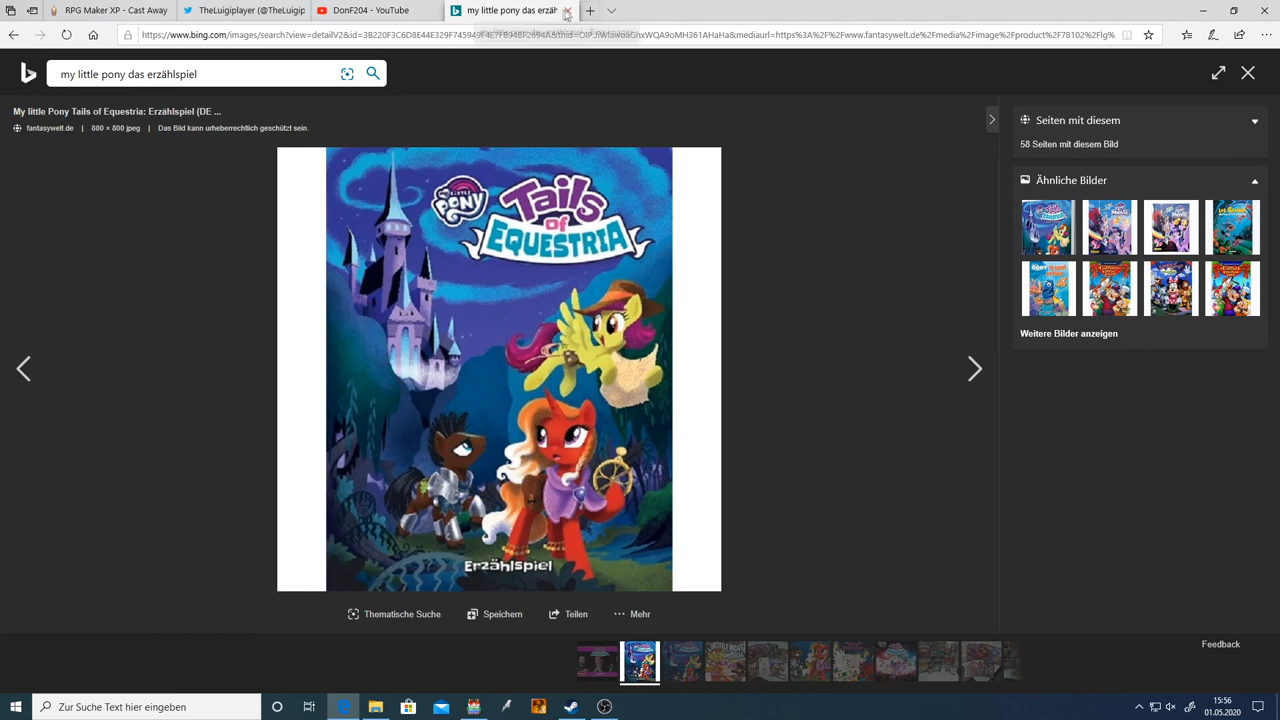 RPG Maker XP - Cast Away
TheLuigiplayer (@TheLuigip
DonF204 - YouTube
my little pony das erzäh
my little pony das erzählspiel
My little Pony Tails of Equestria: Erzählspiel (DE ...
fantasywelt.de | 800 × 800 jpeg | Das Bild kann urheberrechtlich geschützt sein.
Seiten mit diesem
58 Seiten mit diesem Bild
Ähnliche Bilder
Weitere Bilder anzeigen
MY LITTLE PONY
Tails
of
EQUESTRIA
Erzählspiel
Thematische Suche
Speichern
Teilen
Mehr
Feedback
Zur Suche Text hier eingeben
15:56
01.05.2020